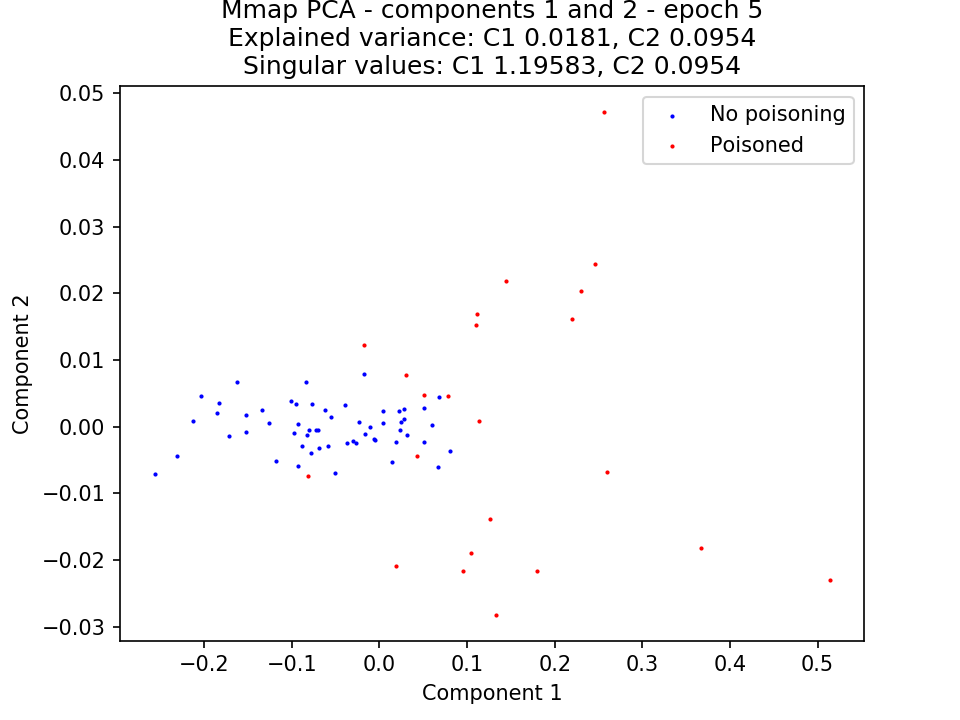 Mmap PCA - components 1 and 2 - epoch 5
Explained variance: C1 0.0181, C2 0.0954
Singular values: C1 1.19583, C2 0.0954
No poisoning
Poisoned
0.05
0.04
0.03
0.02
0.01
0.00
−0.01
−0.02
−0.03
Component 2
−0.2 −0.1 0.0 0.1 0.2 0.3 0.4 0.5
Component 1